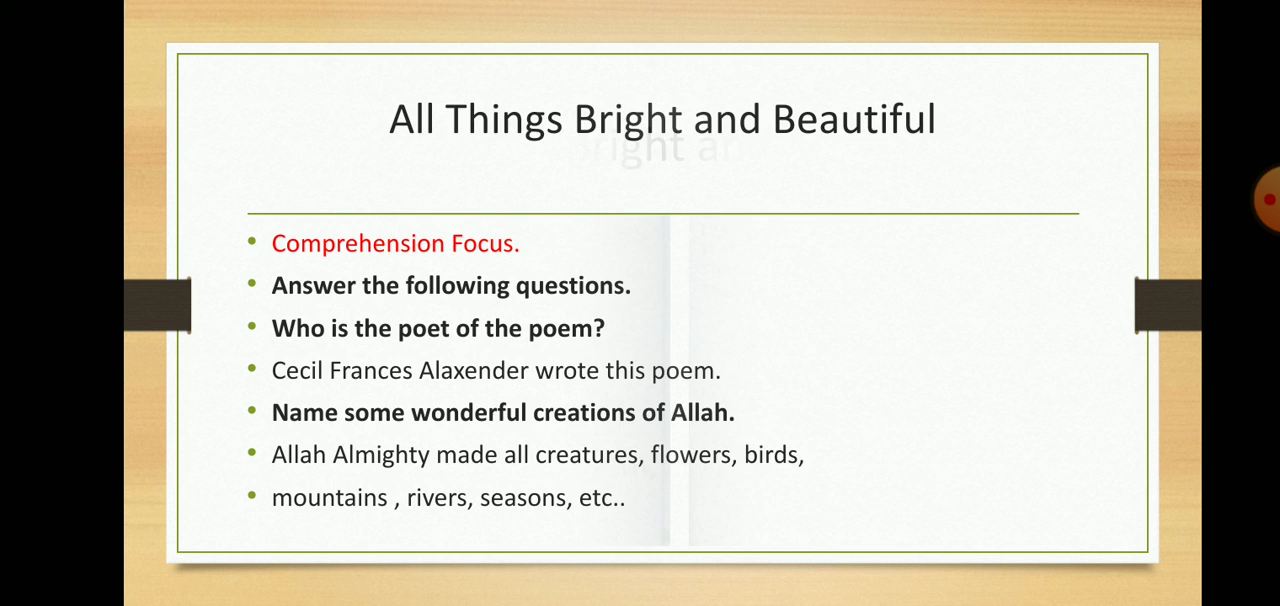 All Things Bright and Beautiful
Comprehension Focus.
Answer the following questions.
Who is the poet of the poem?
Cecil Frances Alaxender wrote this poem.
Name some wonderful creations of Allah.
Allah Almighty made all creatures, flowers, birds,
mountains , rivers, seasons, etc..